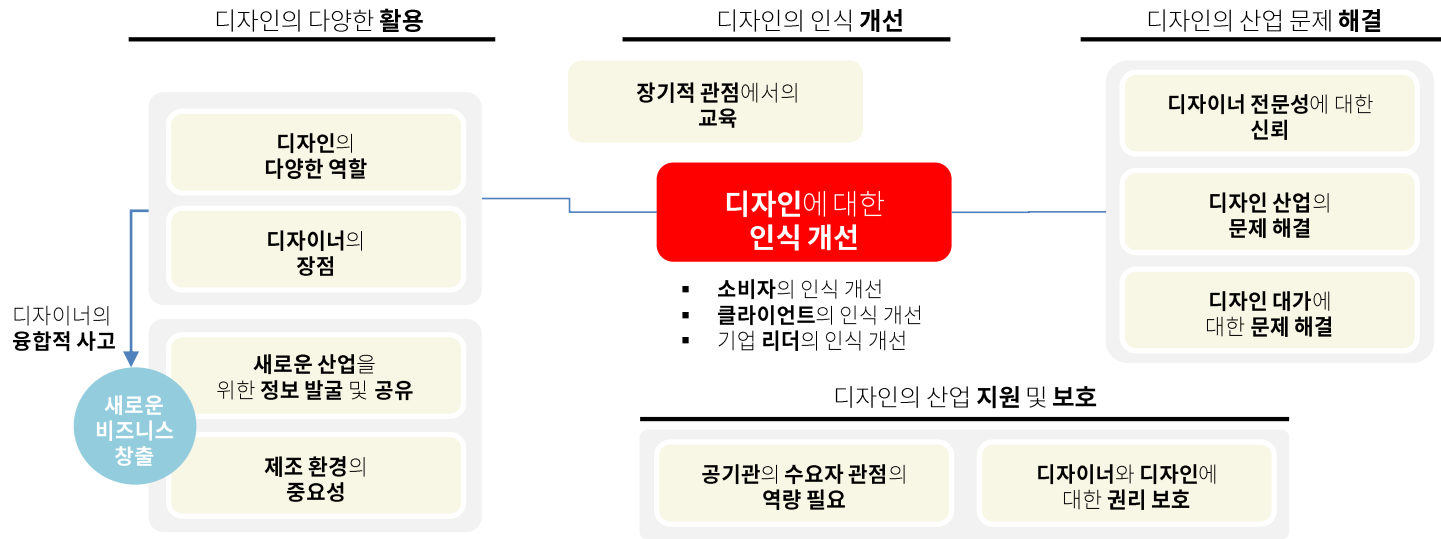 디자인의 다양한 활용
디자인의
다양한 역할
디자이너의
장점
디자이너의
융합적 사고
새로운
비즈니스
창출
새로운 산업을
위한 정보 발굴 및 공유
제조 환경의
중요성
디자인의 인식 개선
장기적 관점에서의
교육
디자인에 대한
인식 개선
▪ 소비자의 인식 개선
▪ 클라이언트의 인식 개선
▪ 기업 리더의 인식 개선
디자인의 산업 문제 해결
디자이너 전문성에 대한
신뢰
디자인 산업의
문제 해결
디자인 대가에
대한 문제 해결
디자인의 산업 지원 및 보호
공기관의 수요자 관점의
역량 필요
디자이너와 디자인에
대한 권리 보호